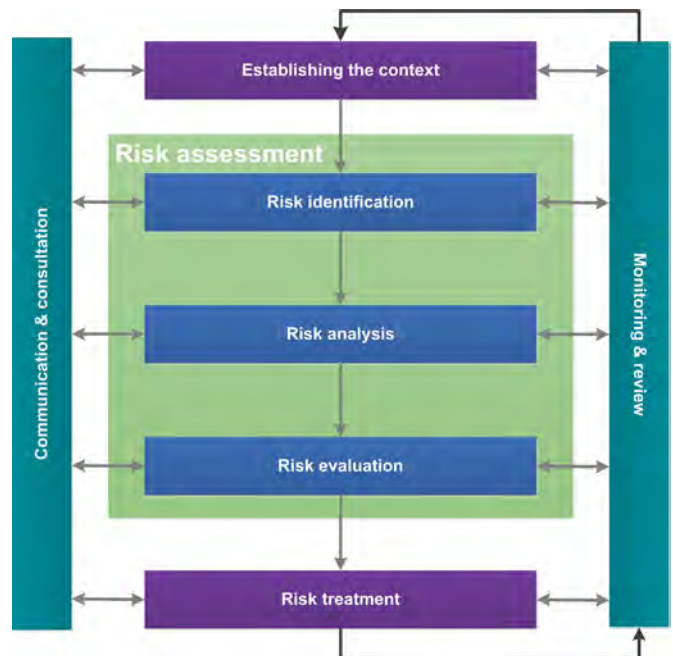 Establishing the context
Risk assessment
Risk identification
Risk analysis
Risk evaluation
Risk treatment
Communication & consultation
Monitoring & review